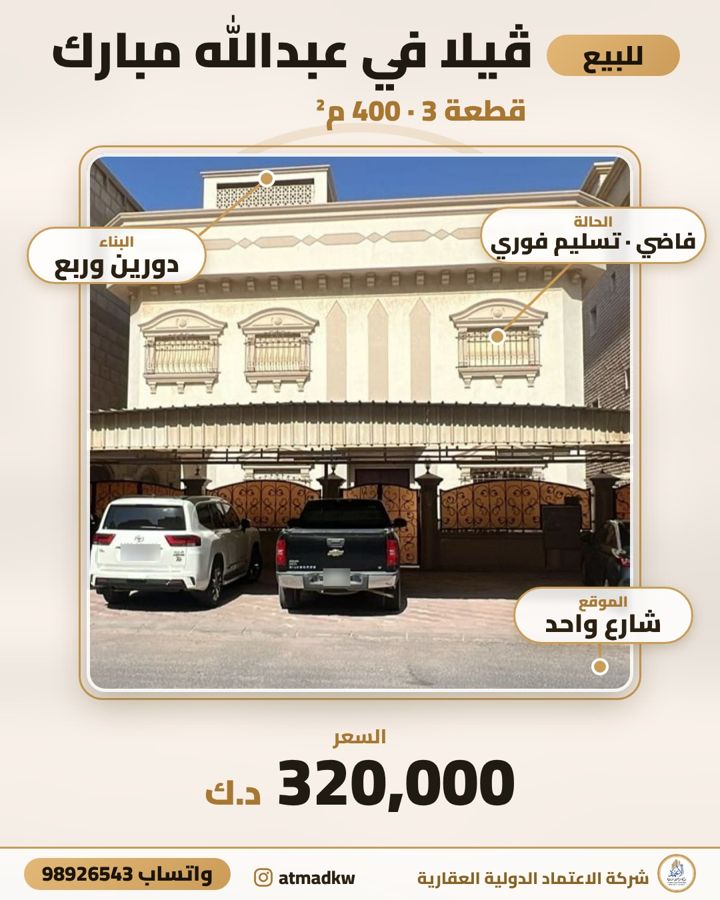 للبيع
ڤيلا في عبدالله مبارك
قطعة 3 · 400 م²
الحالة
فاضي · تسليم فوري
البناء
دورين وربع
الموقع
شارع واحد
السعر
320,000 د.ك
شركة الاعتماد الدولية العقارية
atmadkw
واتساب 98926543